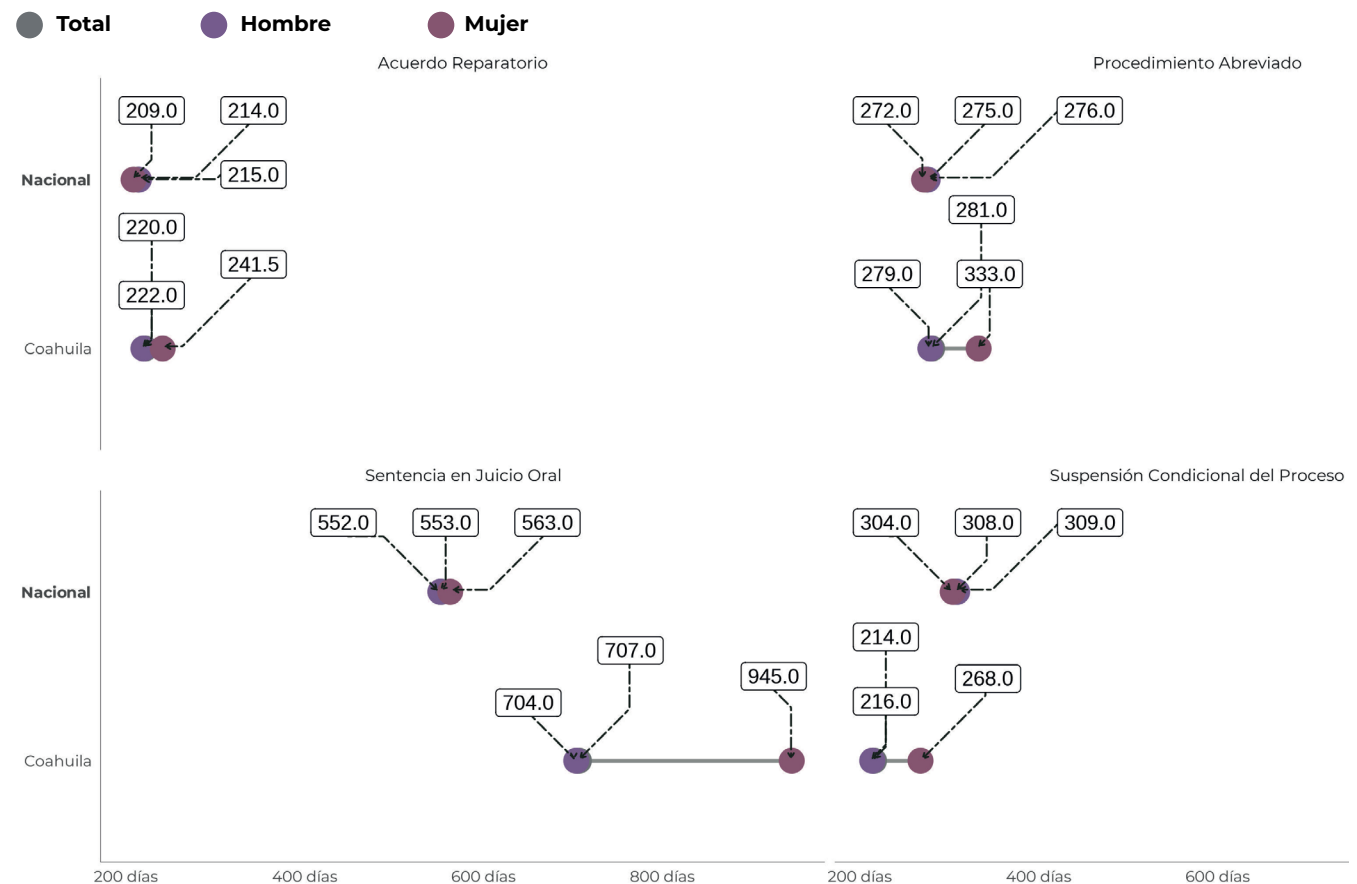 Total Hombre Mujer
Acuerdo Reparatorio
209.0 214.0
Nacional 215.0
220.0
241.5
222.0
Coahuila
Procedimiento Abreviado
272.0 275.0 276.0
281.0
279.0 333.0
Sentencia en Juicio Oral
552.0 553.0 563.0
Nacional
707.0
945.0
704.0
Coahuila
200 días 400 días 600 días 800 días
Suspensión Condicional del Proceso
304.0 308.0 309.0
214.0
268.0
216.0
200 días 400 días 600 días